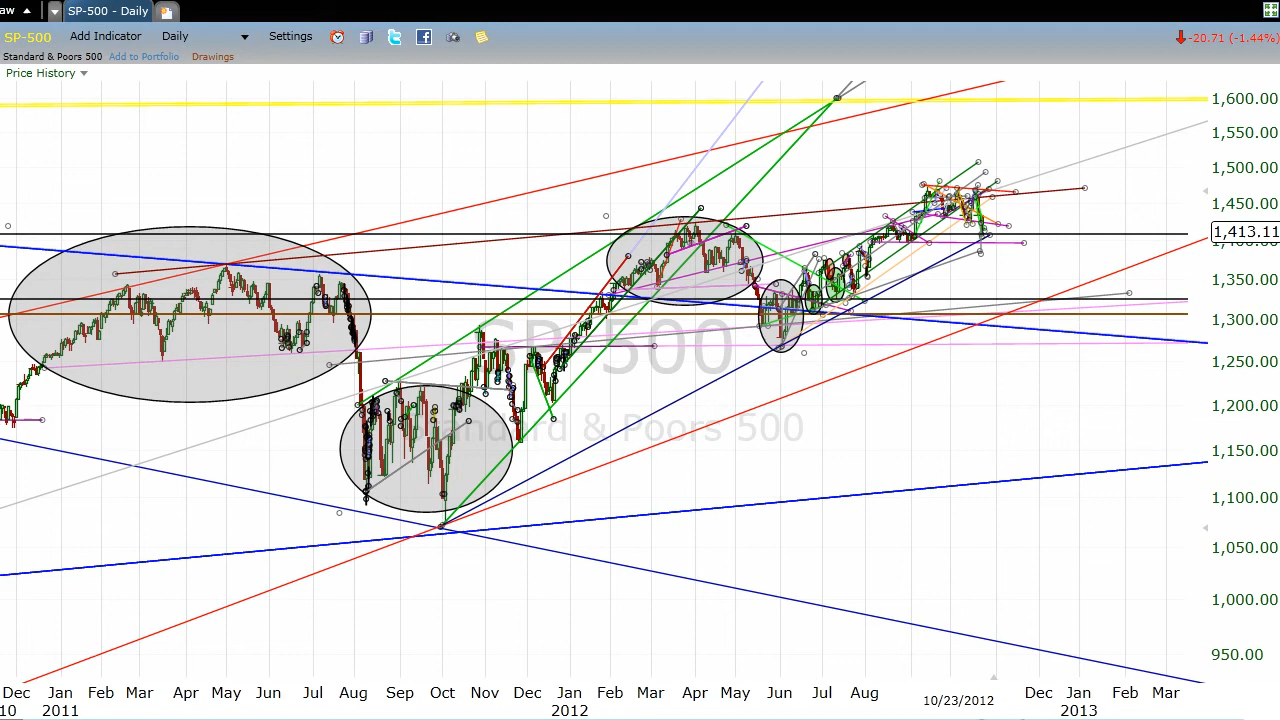 aw SP-500 - Daily
SP-500 Add Indicator Daily Settings -20.71 (-1.44%)
Standard & Poors 500 Add to Portfolio Drawings
Price History
1,600.00
1,550.00
1,500.00
1,450.00
1,413.11
1,400.00
1,350.00
1,300.00
1,250.00
1,200.00
1,150.00
1,100.00
1,050.00
1,000.00
950.00
SP-500
Standard & Poors 500
Dec Jan Feb Mar Apr May Jun Jul Aug Sep Oct Nov Dec Jan Feb Mar Apr May Jun Jul Aug 10/23/2012 Dec Jan Feb Mar
10 2011 2012 2013